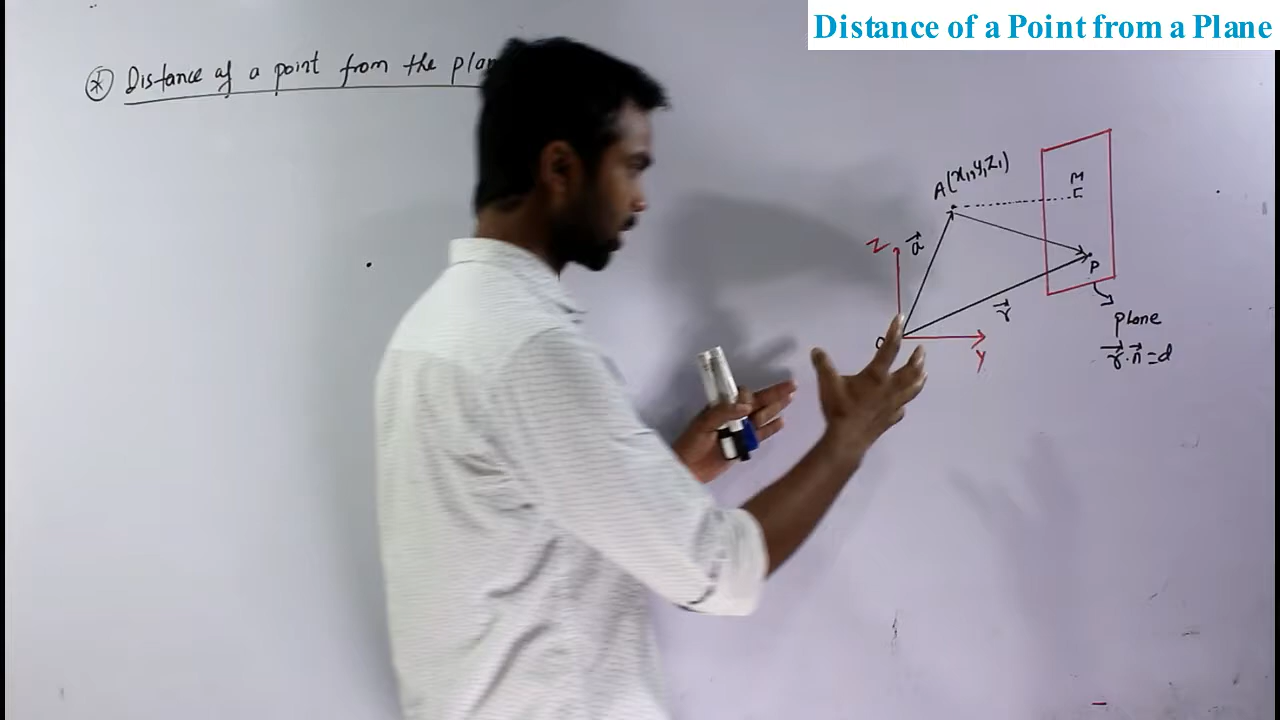 Distance of a Point from a Plane
* Distance of a point from the plan
A(x₁,y₁,z₁)
M
Z
a⃗
P
r⃗
O
Y
plane
r⃗.n⃗=d